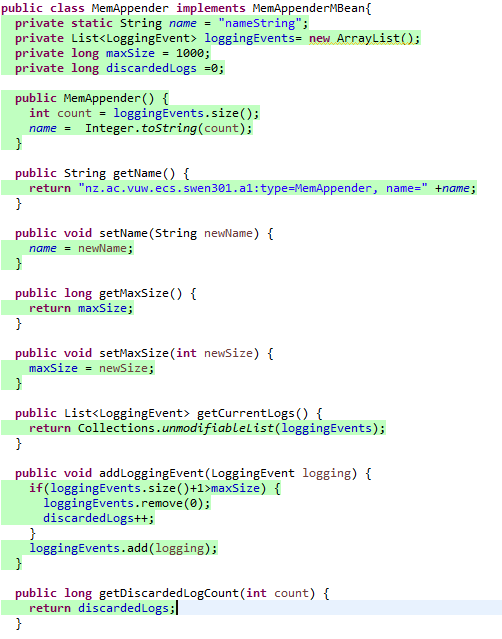 public class MemAppender implements MemAppenderMBean{
private static String name = "nameString";
private List<LoggingEvent> loggingEvents= new ArrayList();
private long maxSize = 1000;
private long discardedLogs =0;
public MemAppender() {
int count = loggingEvents.size();
name =  Integer.toString(count);
}
public String getName() {
return "nz.ac.vuw.ecs.swen301.a1:type=MemAppender, name=" +name;
}
public void setName(String newName) {
name = newName;
}
public long getMaxSize() {
return maxSize;
}
public void setMaxSize(int newSize) {
maxSize = newSize;
}
public List<LoggingEvent> getCurrentLogs() {
return Collections.unmodifiableList(loggingEvents);
}
public void addLoggingEvent(LoggingEvent logging) {
if(loggingEvents.size()+1>maxSize) {
loggingEvents.remove(0);
discardedLogs++;
}
loggingEvents.add(logging);
}
public long getDiscardedLogCount(int count) {
return discardedLogs;
}